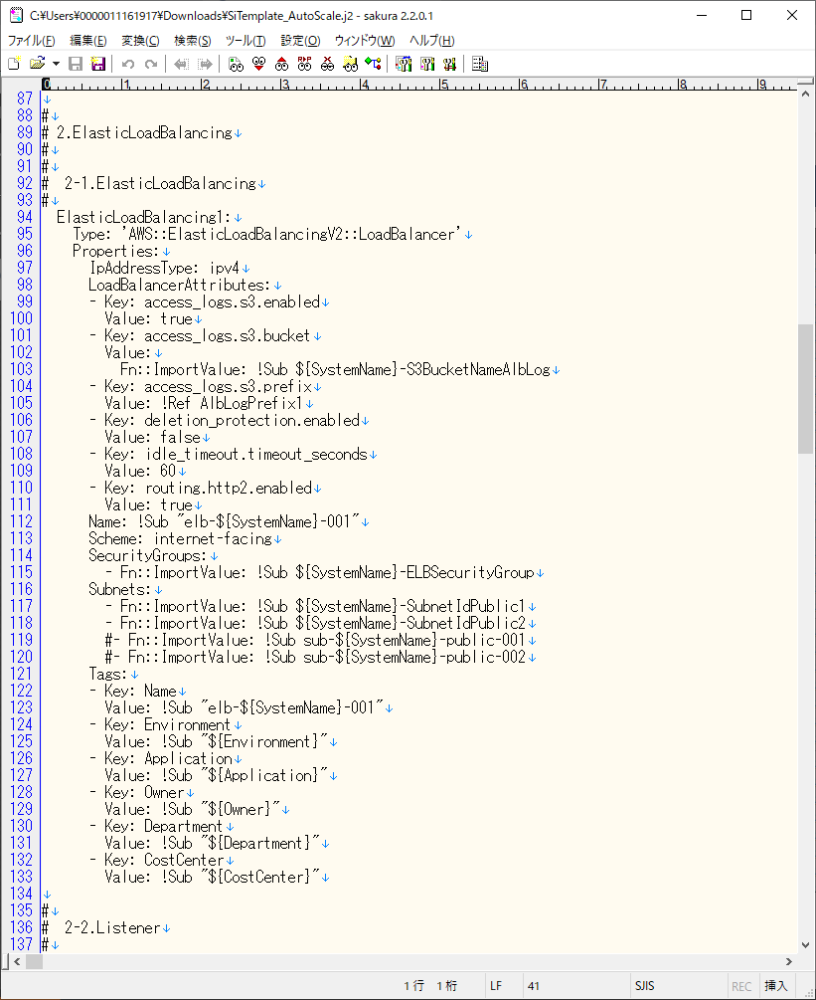 C:¥Users¥0000011161917¥Downloads¥SiTemplate_AutoScale.j2 - sakura 2.2.0.1
ファイル(F) 編集(E) 変換(C) 検索(S) ツール(T) 設定(O) ウィンドウ(W) ヘルプ(H)
0 1 2 3 4 5 6 7 8 9
87 ↓
88 #↓
89 # 2.ElasticLoadBalancing↓
90 #↓
91 #↓
92 #  2-1.ElasticLoadBalancing↓
93 #↓
94   ElasticLoadBalancing1:↓
95     Type: 'AWS::ElasticLoadBalancingV2::LoadBalancer'↓
96     Properties:↓
97       IpAddressType: ipv4↓
98       LoadBalancerAttributes:↓
99       - Key: access_logs.s3.enabled↓
100         Value: true↓
101       - Key: access_logs.s3.bucket↓
102         Value:↓
103           Fn::ImportValue: !Sub ${SystemName}-S3BucketNameAlbLog↓
104       - Key: access_logs.s3.prefix↓
105         Value: !Ref AlbLogPrefix1↓
106       - Key: deletion_protection.enabled↓
107         Value: false↓
108       - Key: idle_timeout.timeout_seconds↓
109         Value: 60↓
110       - Key: routing.http2.enabled↓
111         Value: true↓
112       Name: !Sub "elb-${SystemName}-001"↓
113       Scheme: internet-facing↓
114       SecurityGroups:↓
115         - Fn::ImportValue: !Sub ${SystemName}-ELBSecurityGroup↓
116       Subnets:↓
117         - Fn::ImportValue: !Sub ${SystemName}-SubnetIdPublic1↓
118         - Fn::ImportValue: !Sub ${SystemName}-SubnetIdPublic2↓
119         #- Fn::ImportValue: !Sub sub-${SystemName}-public-001↓
120         #- Fn::ImportValue: !Sub sub-${SystemName}-public-002↓
121       Tags:↓
122       - Key: Name↓
123         Value: !Sub "elb-${SystemName}-001"↓
124       - Key: Environment↓
125         Value: !Sub "${Environment}"↓
126       - Key: Application↓
127         Value: !Sub "${Application}"↓
128       - Key: Owner↓
129         Value: !Sub "${Owner}"↓
130       - Key: Department↓
131         Value: !Sub "${Department}"↓
132       - Key: CostCenter↓
133         Value: !Sub "${CostCenter}"↓
134 ↓
135 #↓
136 #  2-2.Listener↓
137 #↓
1 行 1 桁 LF 41 SJIS REC 挿入